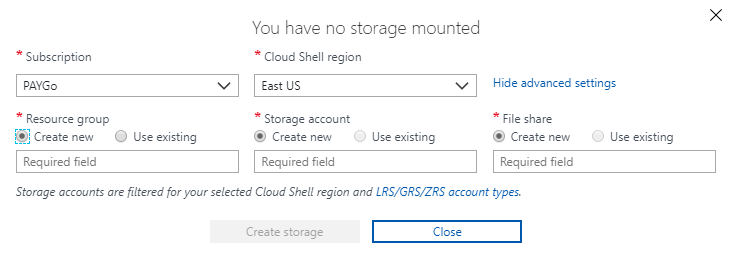 You have no storage mounted
* Subscription
* Cloud Shell region
PAYGo
East US
Hide advanced settings
* Resource group
* Storage account
* File share
Create new
Use existing
Create new
Use existing
Create new
Use existing
Required field
Required field
Required field
Storage accounts are filtered for your selected Cloud Shell region and LRS/GRS/ZRS account types.
Create storage
Close